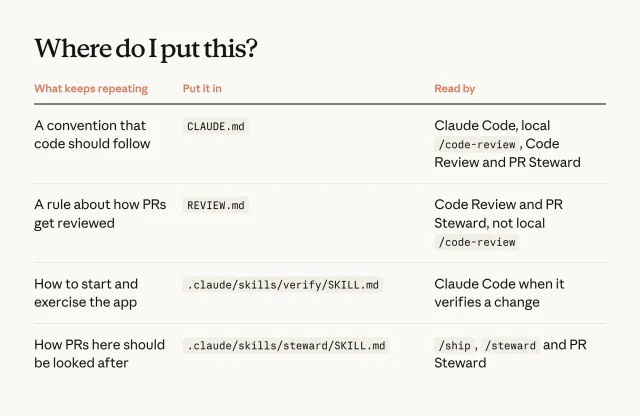 Where do I put this?
What keeps repeating Put it in Read by
A convention that
code should follow
CLAUDE.md
Claude Code, local
/code-review , Code
Review and PR Steward
A rule about how PRs
get reviewed
REVIEW.md
Code Review and PR
Steward, not local
/code-review
How to start and
exercise the app
.claude/skills/verify/SKILL.md
Claude Code when it
verifies a change
How PRs here should
be looked after
.claude/skills/steward/SKILL.md
/ship , /steward and PR
Steward